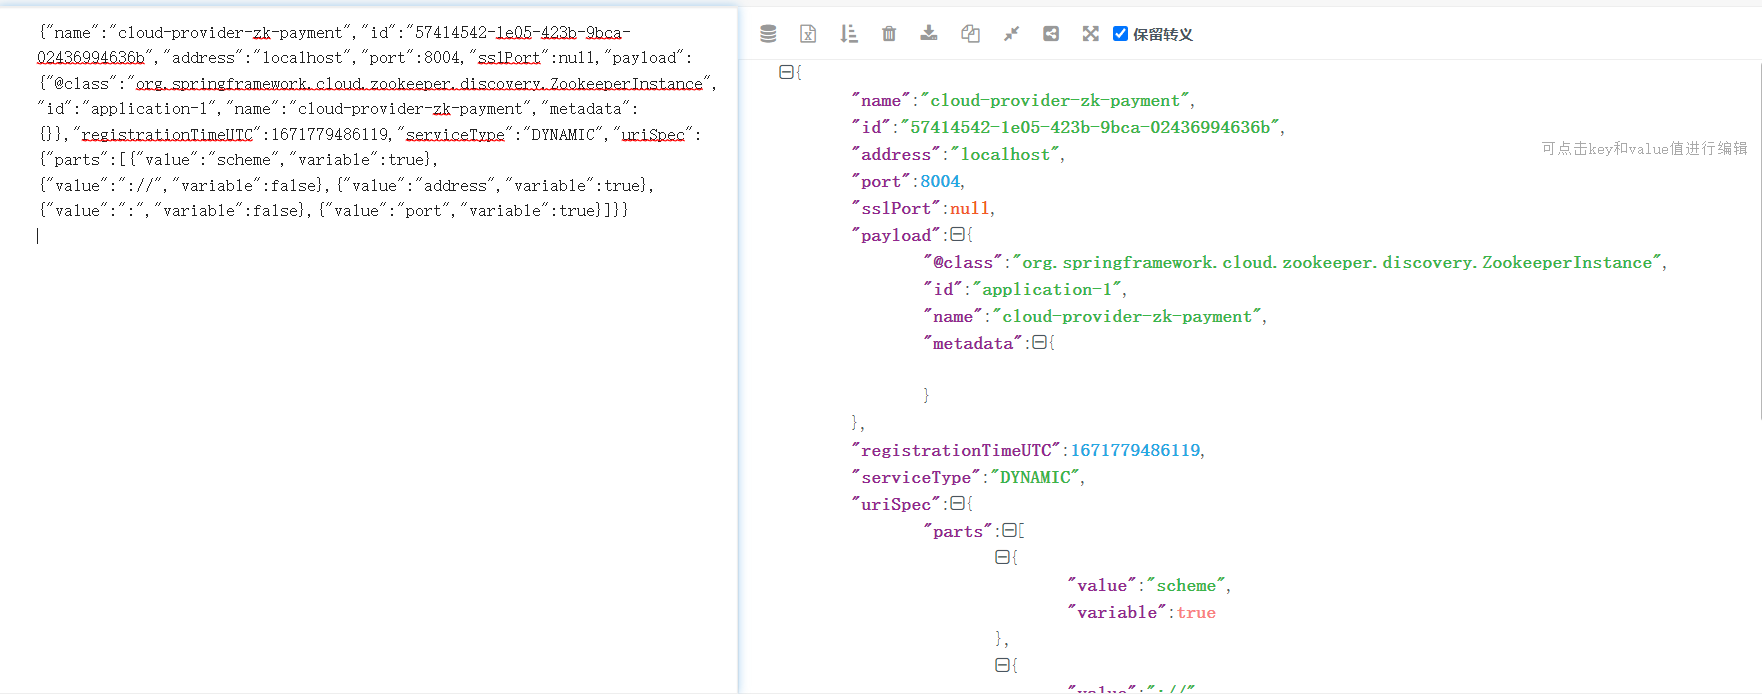 {"name":"cloud-provider-zk-payment","id":"57414542-1e05-423b-9bca-
02436994636b","address":"localhost","port":8004,"sslPort":null,"payload":
{"@class":"org.springframework.cloud.zookeeper.discovery.ZookeeperInstance",
"id":"application-1","name":"cloud-provider-zk-payment","metadata":
{}},"registrationTimeUTC":1671779486119,"serviceType":"DYNAMIC","uriSpec":
{"parts":[{"value":"scheme","variable":true},
{"value":"://","variable":false},{"value":"address","variable":true},
{"value":":","variable":false},{"value":"port","variable":true}]}}
保留转义
{
"name":"cloud-provider-zk-payment",
"id":"57414542-1e05-423b-9bca-02436994636b",
"address":"localhost",
可点击key和value值进行编辑
"port":8004,
"sslPort":null,
"payload":{
"@class":"org.springframework.cloud.zookeeper.discovery.ZookeeperInstance",
"id":"application-1",
"name":"cloud-provider-zk-payment",
"metadata":{
}
},
"registrationTimeUTC":1671779486119,
"serviceType":"DYNAMIC",
"uriSpec":{
"parts":[
{
"value":"scheme",
"variable":true
},
{
"value":"://"